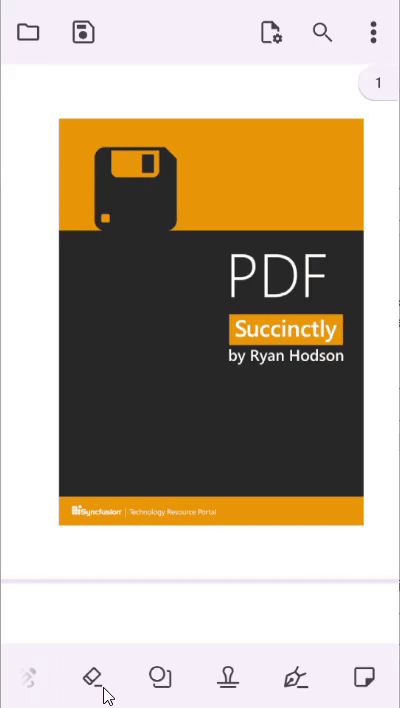 1
PDF
Succinctly
by Ryan Hodson
Syncfusion | Technology Resource Portal